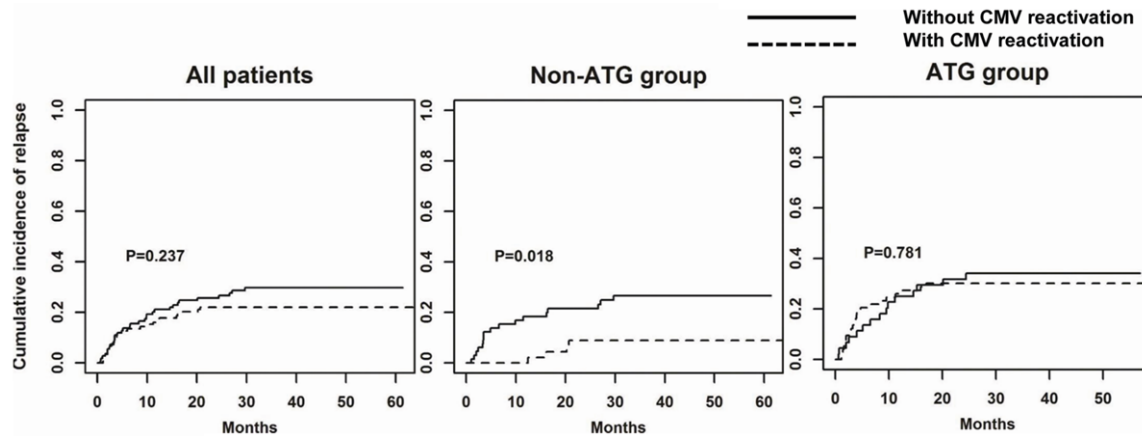 Without CMV reactivation
With CMV reactivation
All patients
Non-ATG group
ATG group
Cumulative incidence of relapse
1.0
0.8
0.6
0.4
0.2
0.0
P=0.237
0 10 20 30 40 50 60
Months
1.0
0.8
0.6
0.4
0.2
0.0
P=0.018
0 10 20 30 40 50 60
Months
1.0
0.8
0.6
0.4
0.2
0.0
P=0.781
0 10 20 30 40 50
Months